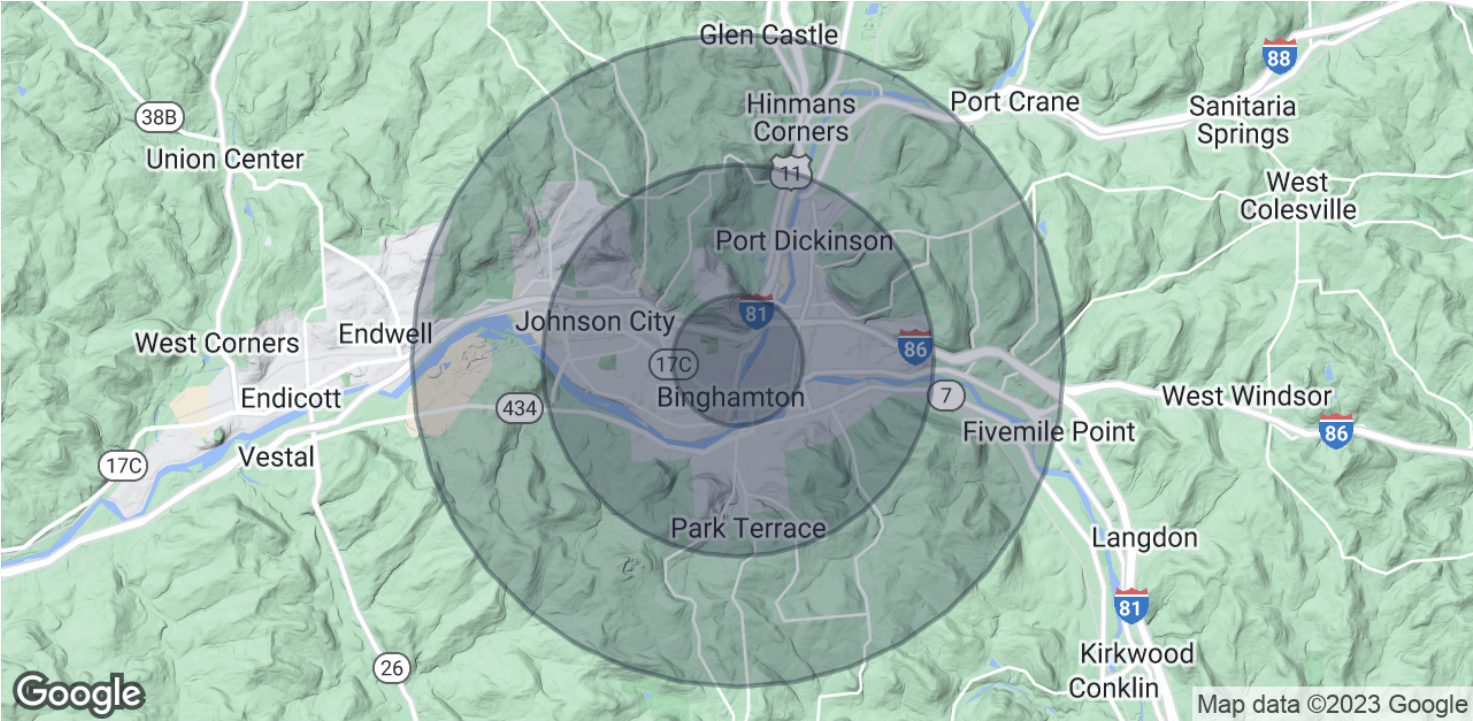 Glen Castle
88
Hinmans
Corners
Port Crane
Sanitaria
Springs
38B
Union Center
11
West
Colesville
Port Dickinson
81
Johnson City
Endwell
West Corners
86
17C
Endicott
Binghamton
7
West Windsor
434
Fivemile Point
86
Vestal
17C
Park Terrace
Langdon
81
Kirkwood
26
Conklin
Google
Map data ©2023 Google